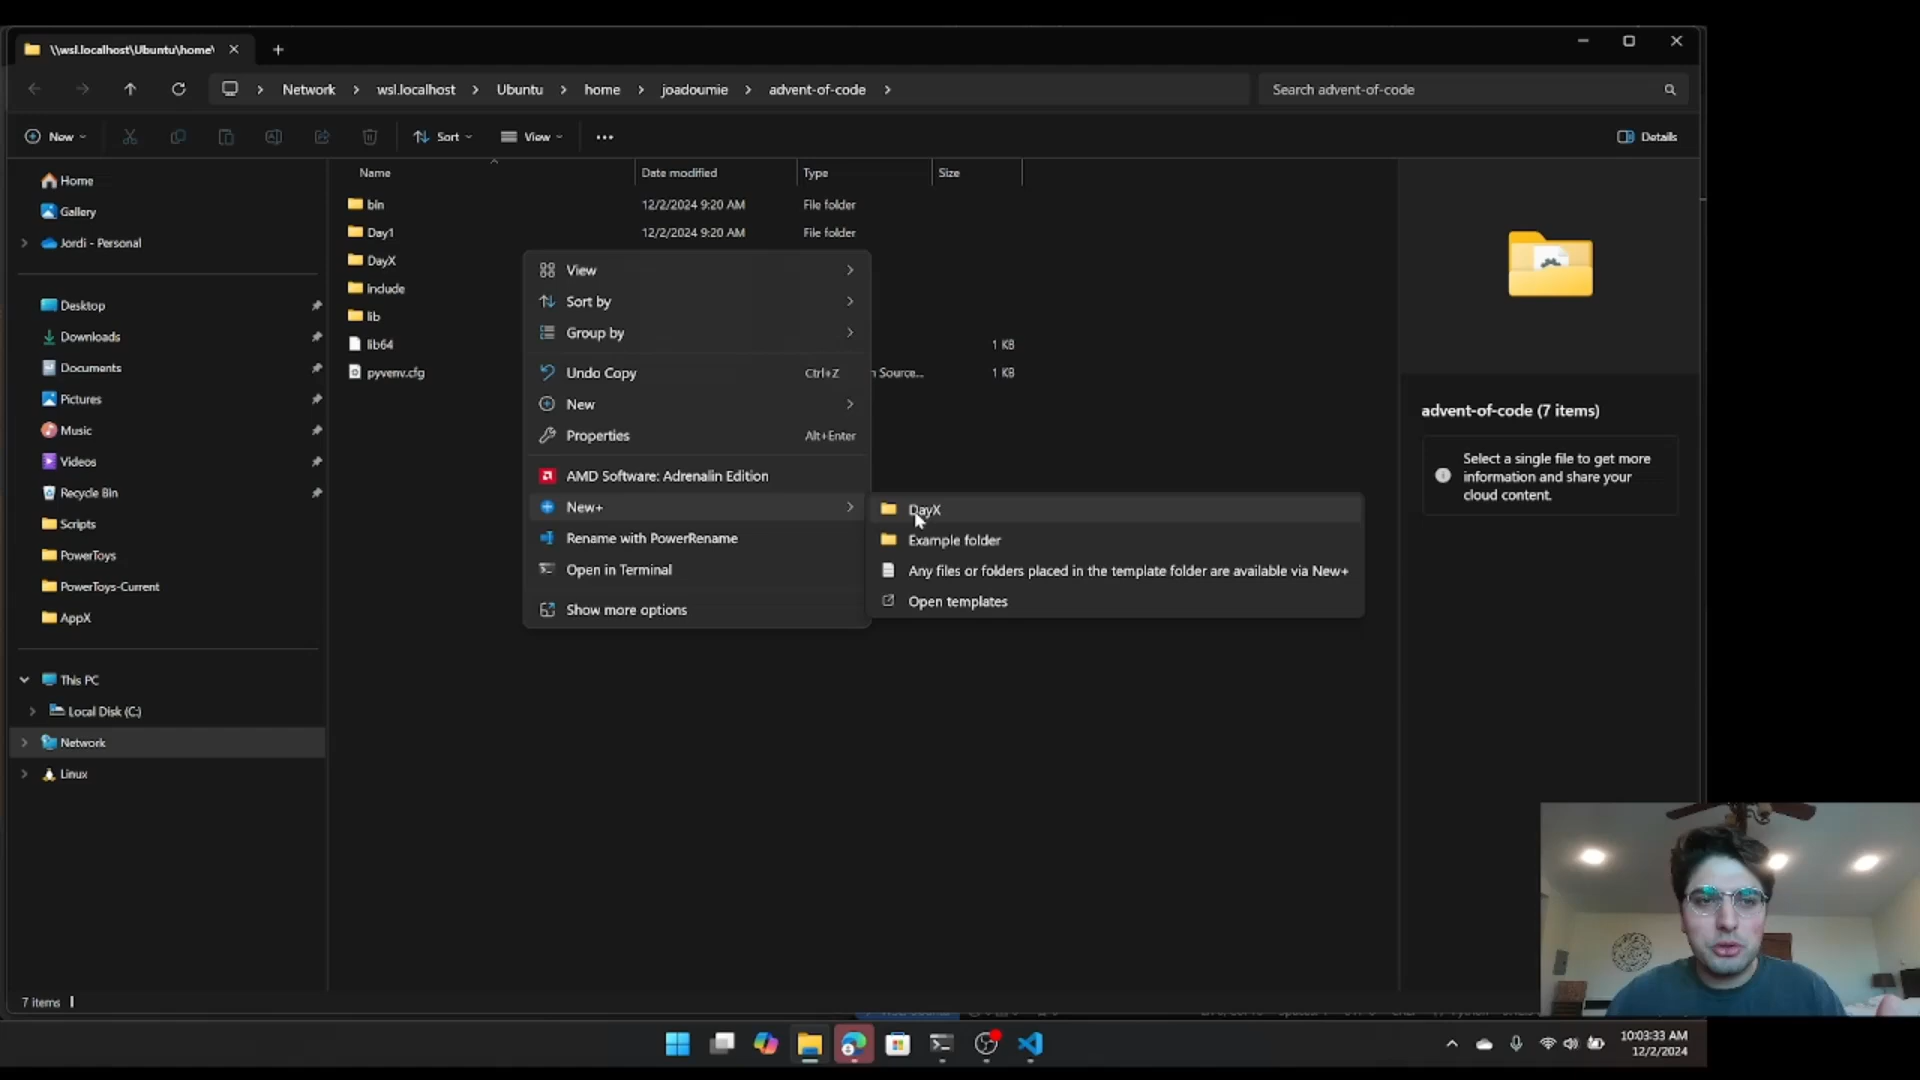 \\wsl.localhost\Ubuntu\home\
Network
wsl.localhost
Ubuntu
home
joadoumie
advent-of-code
Search advent-of-code
New
Sort
View
Details
Home
Gallery
Jordi - Personal
Desktop
Downloads
Documents
Pictures
Music
Videos
Recycle Bin
Scripts
PowerToys
PowerToys-Current
AppX
This PC
Local Disk (C:)
Network
Linux
Name Date modified Type Size
bin 12/2/2024 9:20 AM File folder
Day1 12/2/2024 9:20 AM File folder
DayX
include
lib
lib64 1 KB
pyvenv.cfg n Source... 1 KB
View
Sort by
Group by
Undo Copy Ctrl+Z
New
Properties Alt+Enter
AMD Software: Adrenalin Edition
New+
Rename with PowerRename
Open in Terminal
Show more options
DayX
Example folder
Any files or folders placed in the template folder are available via New+
Open templates
advent-of-code (7 items)
Select a single file to get more
information and share your
cloud content.
7 items
10:03:33 AM
12/2/2024